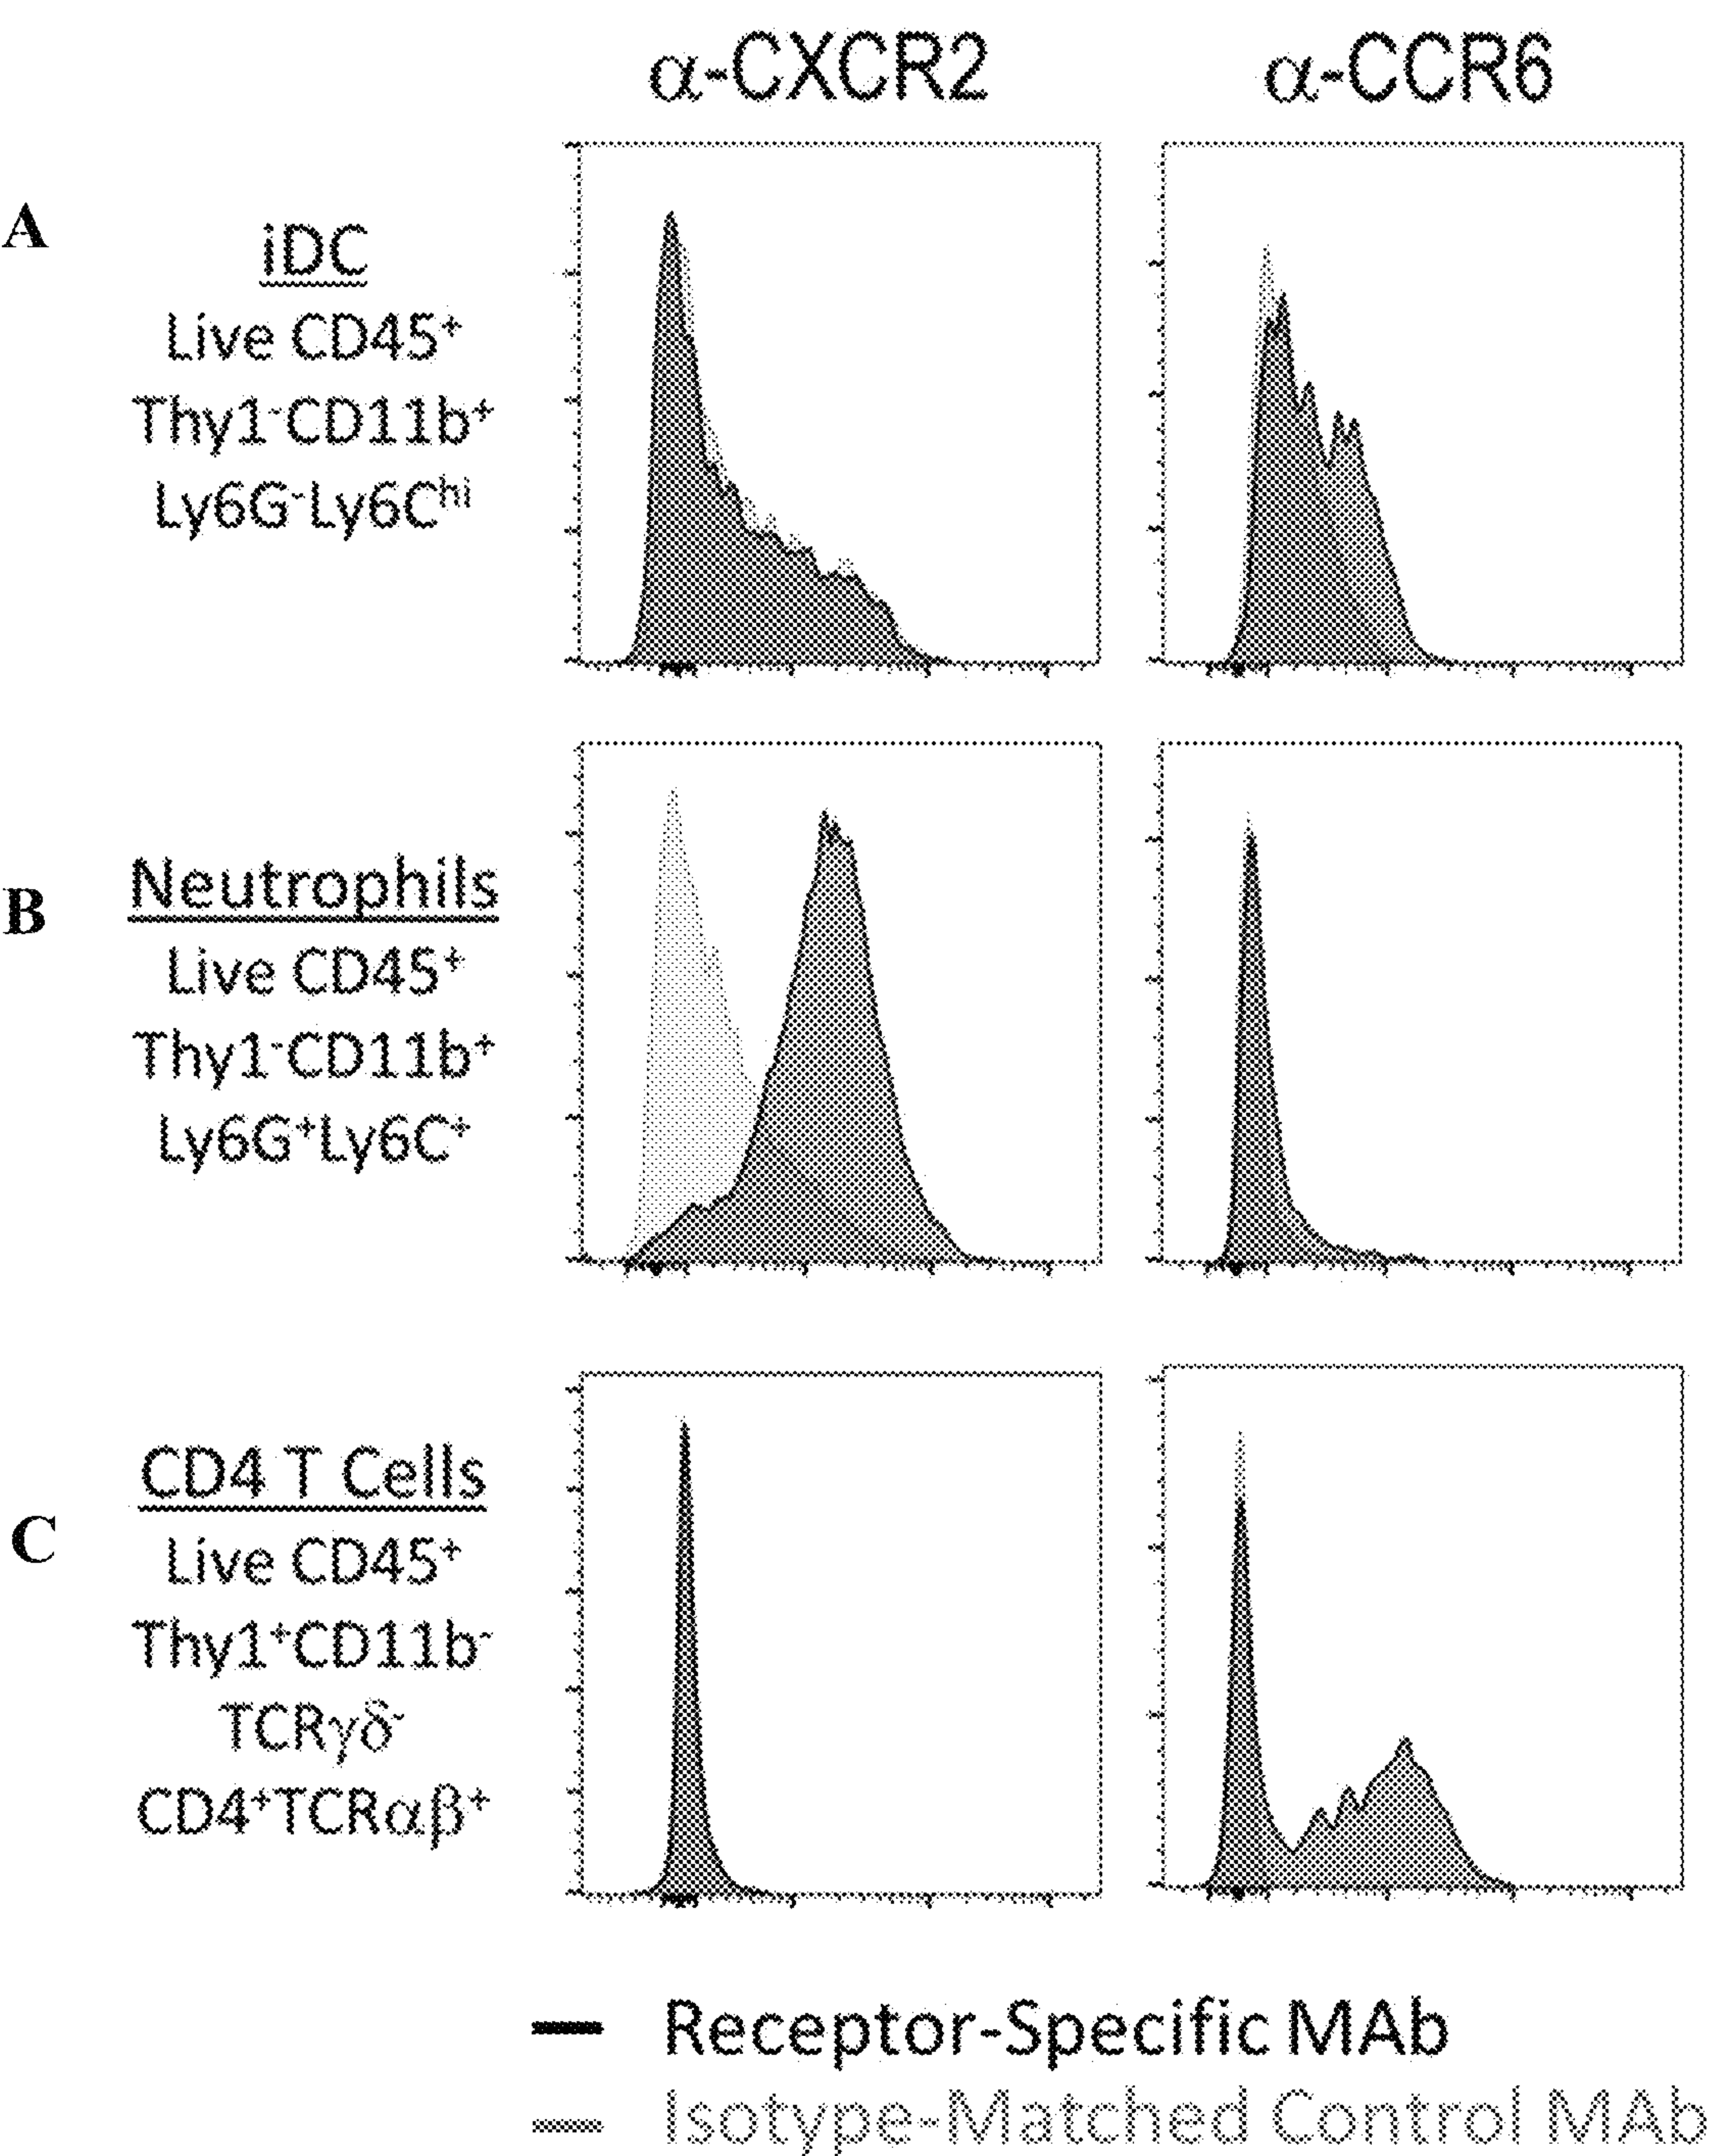 α-CXCR2 α-CCR6
A
iDC
Live CD45⁺
Thy1⁻CD11b⁺
Ly6G⁻Ly6Cʰⁱ
B
Neutrophils
Live CD45⁺
Thy1⁻CD11b⁺
Ly6G⁺Ly6C⁺
C
CD4 T Cells
Live CD45⁺
Thy1⁺CD11b⁻
TCRγδ⁻
CD4⁺TCRαβ⁺
Receptor-Specific MAb
Isotype-Matched Control MAb